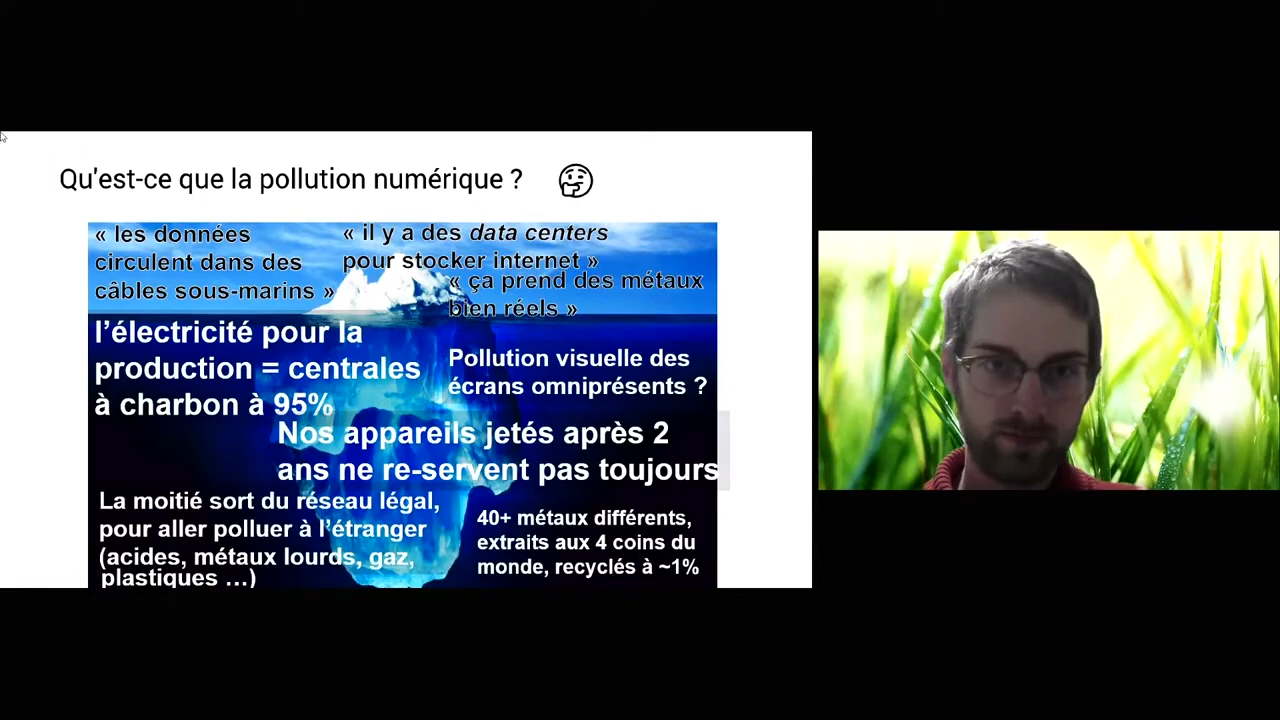 Qu'est-ce que la pollution numérique ?
« les données
circulent dans des
câbles sous-marins »
« il y a des data centers
pour stocker internet »
« ça prend des métaux
bien réels »
l’électricité pour la
production = centrales
à charbon à 95%
Pollution visuelle des
écrans omniprésents ?
Nos appareils jetés après 2
ans ne re-servent pas toujours
La moitié sort du réseau légal,
pour aller polluer à l’étranger
(acides, métaux lourds, gaz,
plastiques …)
40+ métaux différents,
extraits aux 4 coins du
monde, recyclés à ~1%